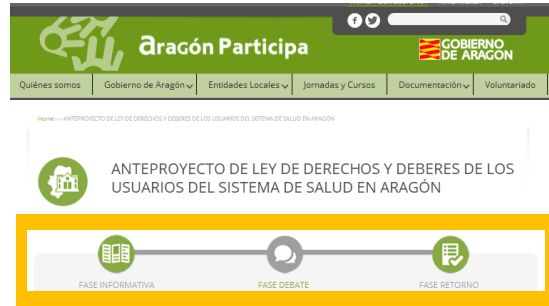 aragón Participa
GOBIERNO
DE ARAGON
Quiénes somos Gobierno de Aragón Entidades Locales Jornadas y Cursos Documentación Voluntariado
Home ››› ANTEPROYECTO DE LEY DE DERECHOS Y DEBERES DE LOS USUARIOS DEL SISTEMA DE SALUD EN ARAGÓN
ANTEPROYECTO DE LEY DE DERECHOS Y DEBERES DE LOS
USUARIOS DEL SISTEMA DE SALUD EN ARAGÓN
FASE INFORMATIVA FASE DEBATE FASE RETORNO